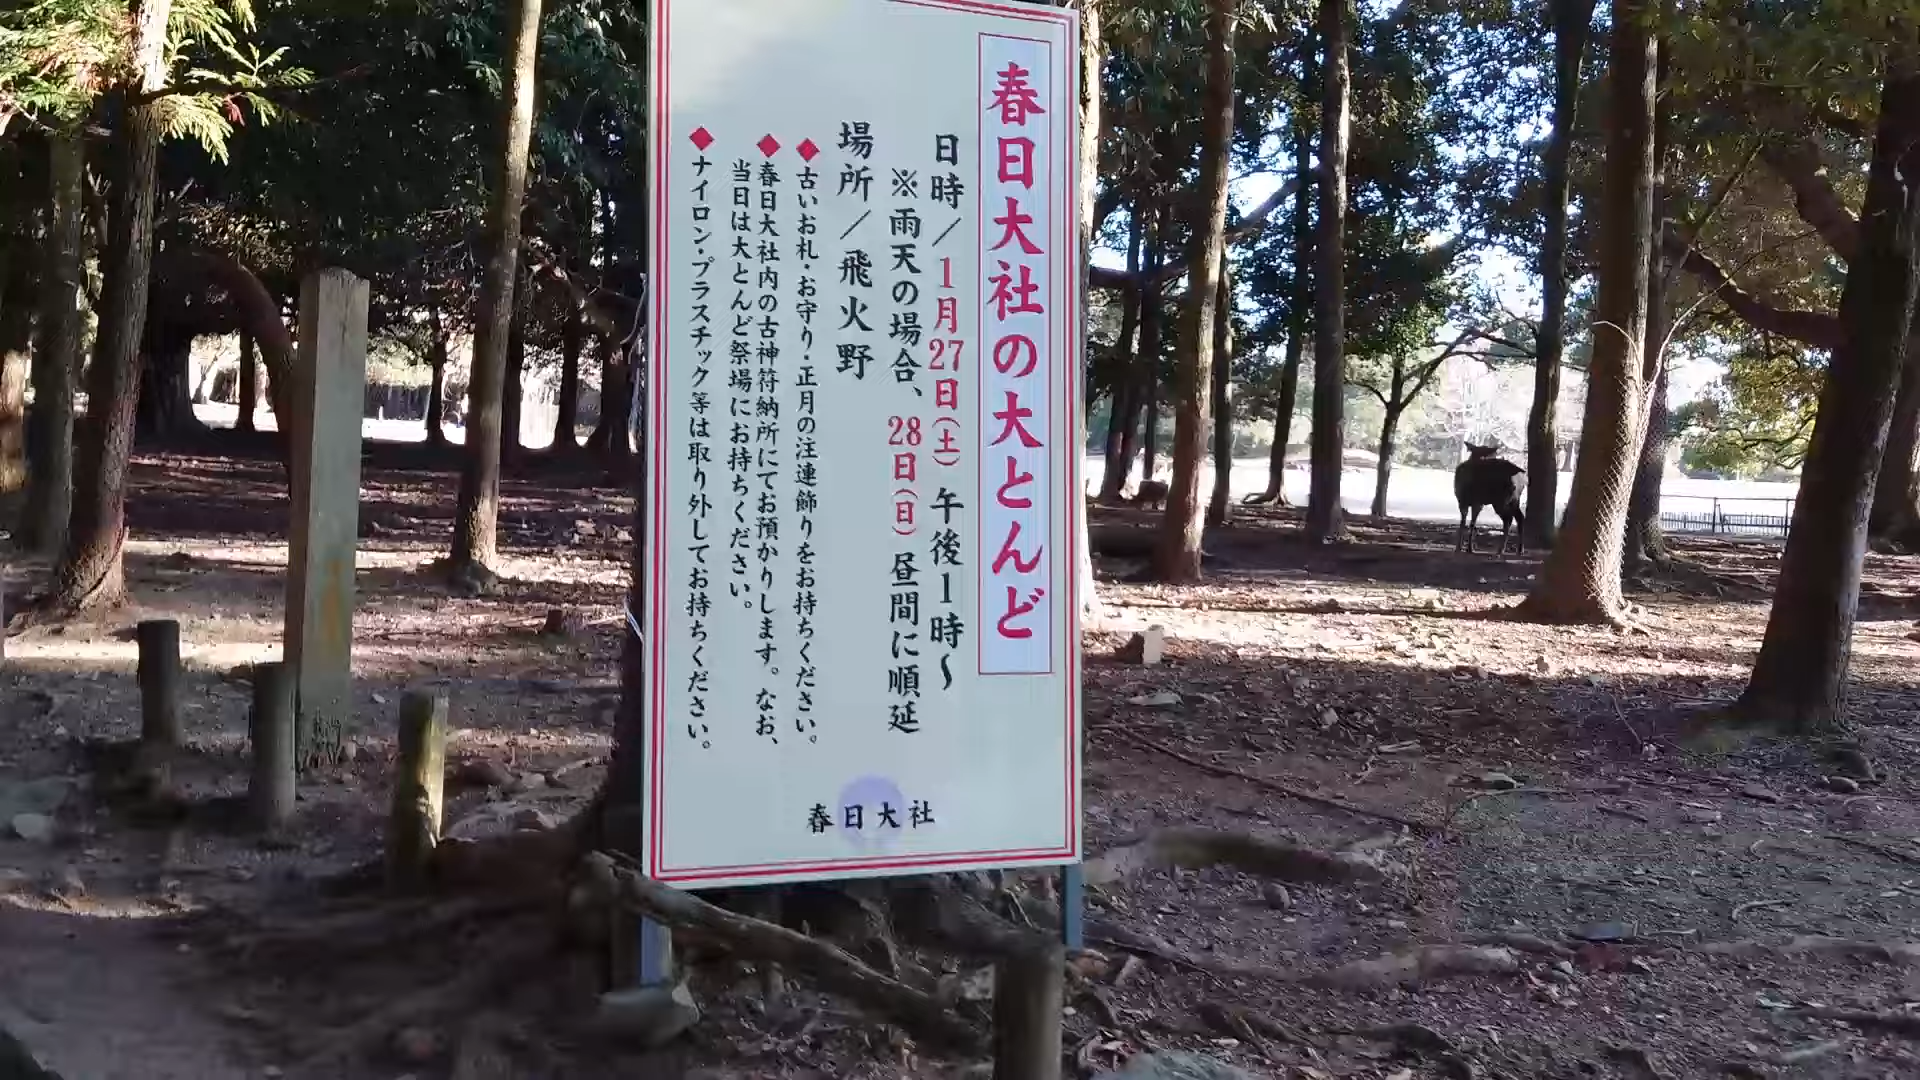 春日大社の大とんど
日時／1月27日（土）午後1時〜
※雨天の場合、28日（日）昼間に順延
場所／飛火野
◆古いお札・お守り・正月の注連飾りをお持ちください。
◆春日大社内の古神符納所にてお預かりします。なお、
当日は大とんど祭場にお持ちください。
◆ナイロン・プラスチック等は取り外してお持ちください。
春日大社